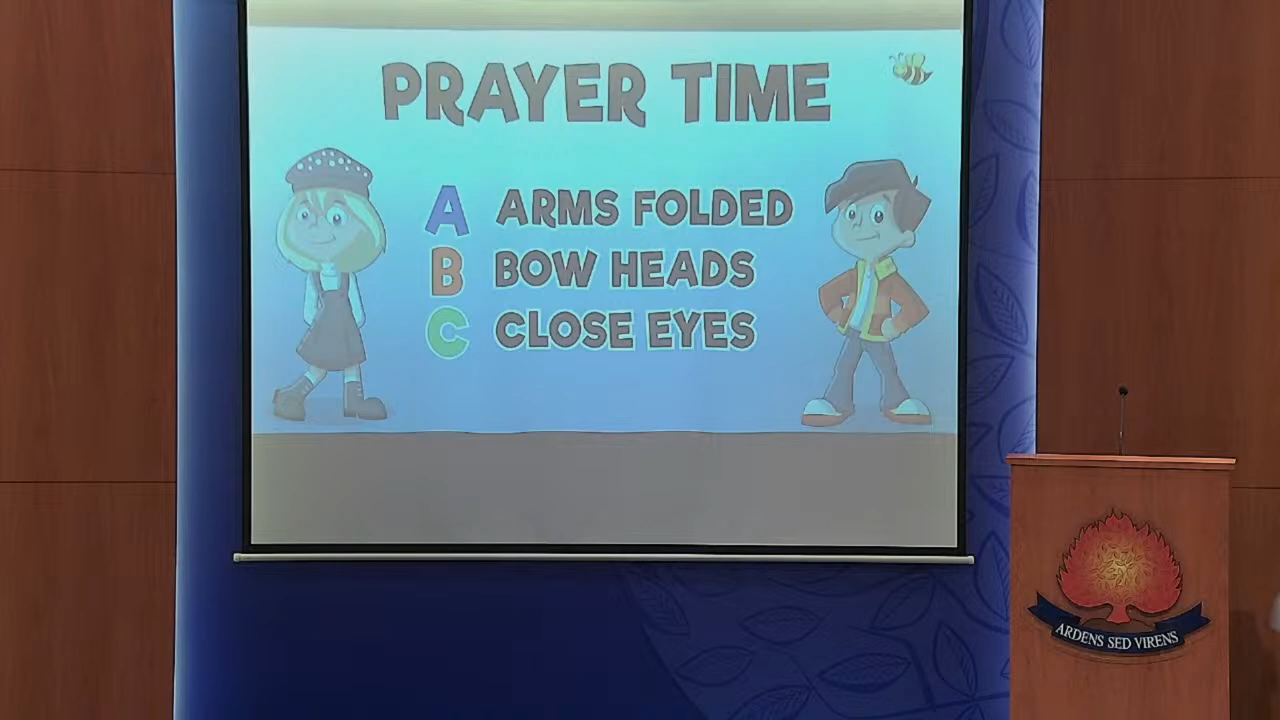 PRAYER TIME
A ARMS FOLDED
B BOW HEADS
C CLOSE EYES
ARDENS SED VIRENS